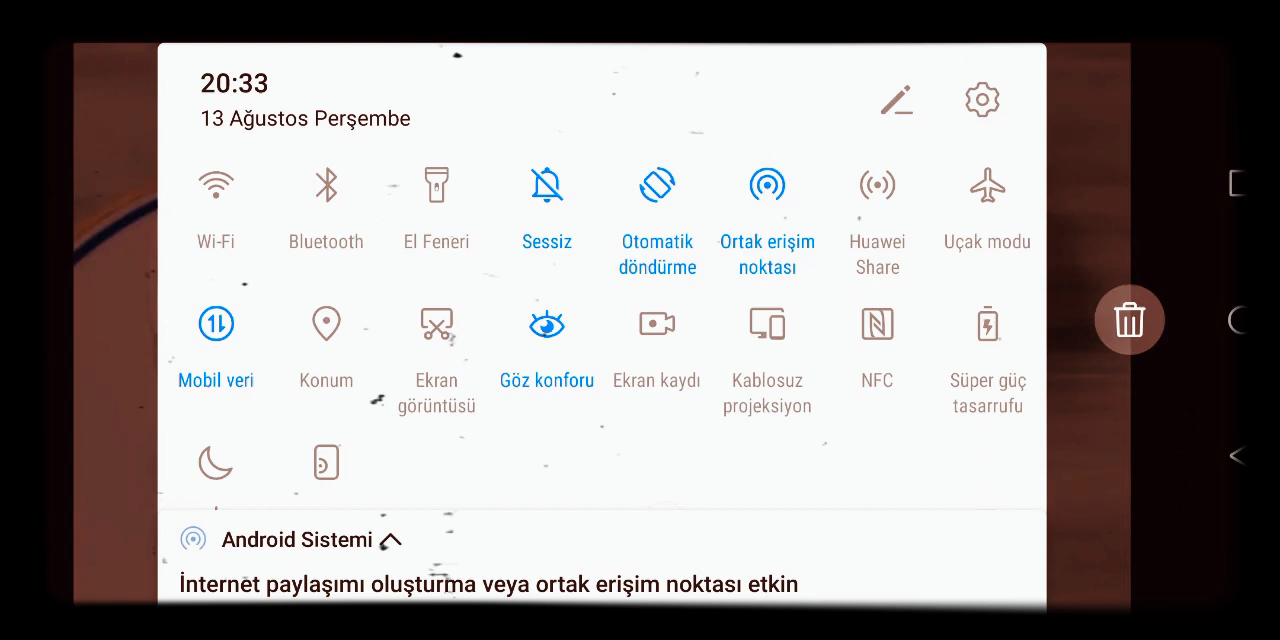 20:33
13 Ağustos Perşembe
Wi-Fi
Bluetooth
El Feneri
Sessiz
Otomatik
döndürme
Ortak erişim
noktası
Huawei
Share
Uçak modu
Mobil veri
Konum
Ekran
görüntüsü
Göz konforu
Ekran kaydı
Kablosuz
projeksiyon
NFC
Süper güç
tasarrufu
Android Sistemi
İnternet paylaşımı oluşturma veya ortak erişim noktası etkin